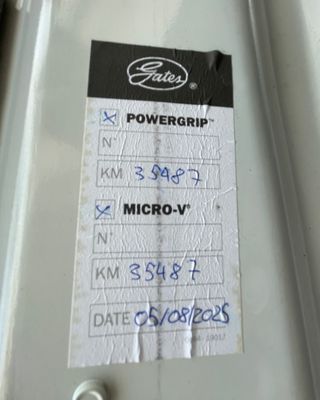 Gates®
☒ POWERGRIP™
N°
KM 35487
☒ MICRO-V®
N°
KM 35487
DATE 05/08/2025